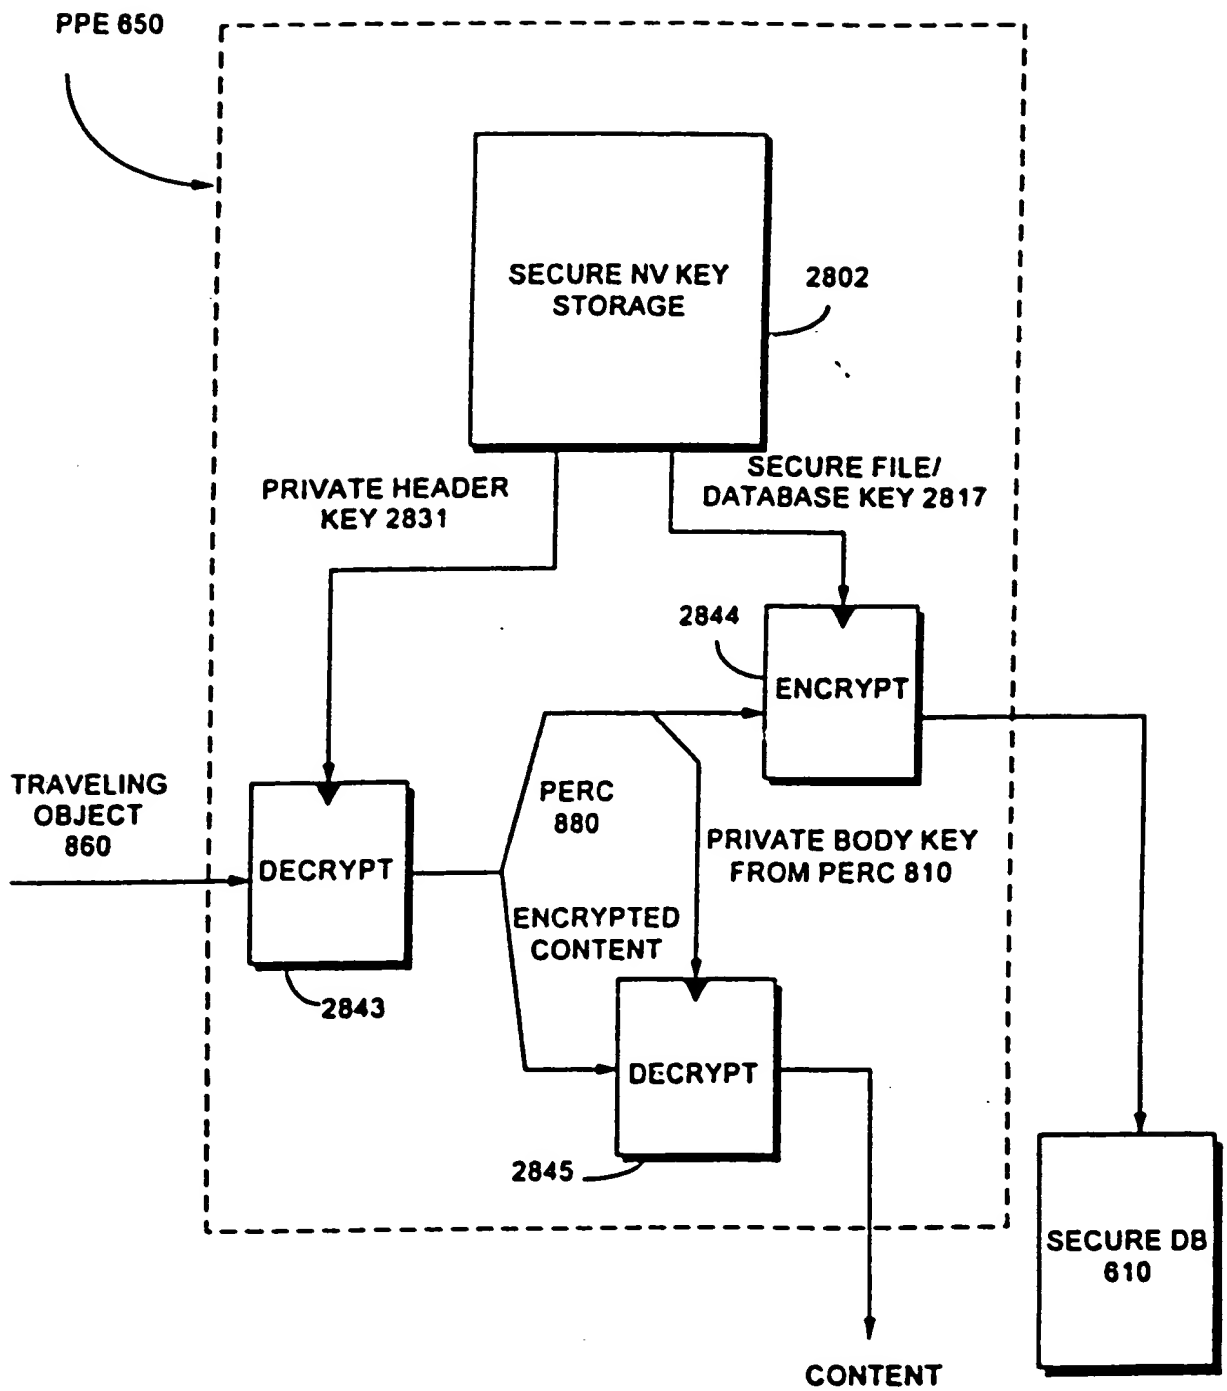 PPE 650
SECURE NV KEY
STORAGE
2802
PRIVATE HEADER
KEY 2831
SECURE FILE/
DATABASE KEY 2817
2844
ENCRYPT
TRAVELING
OBJECT
860
DECRYPT
PERC
880
PRIVATE BODY KEY
FROM PERC 810
ENCRYPTED
CONTENT
2843
DECRYPT
2845
SECURE DB
610
CONTENT